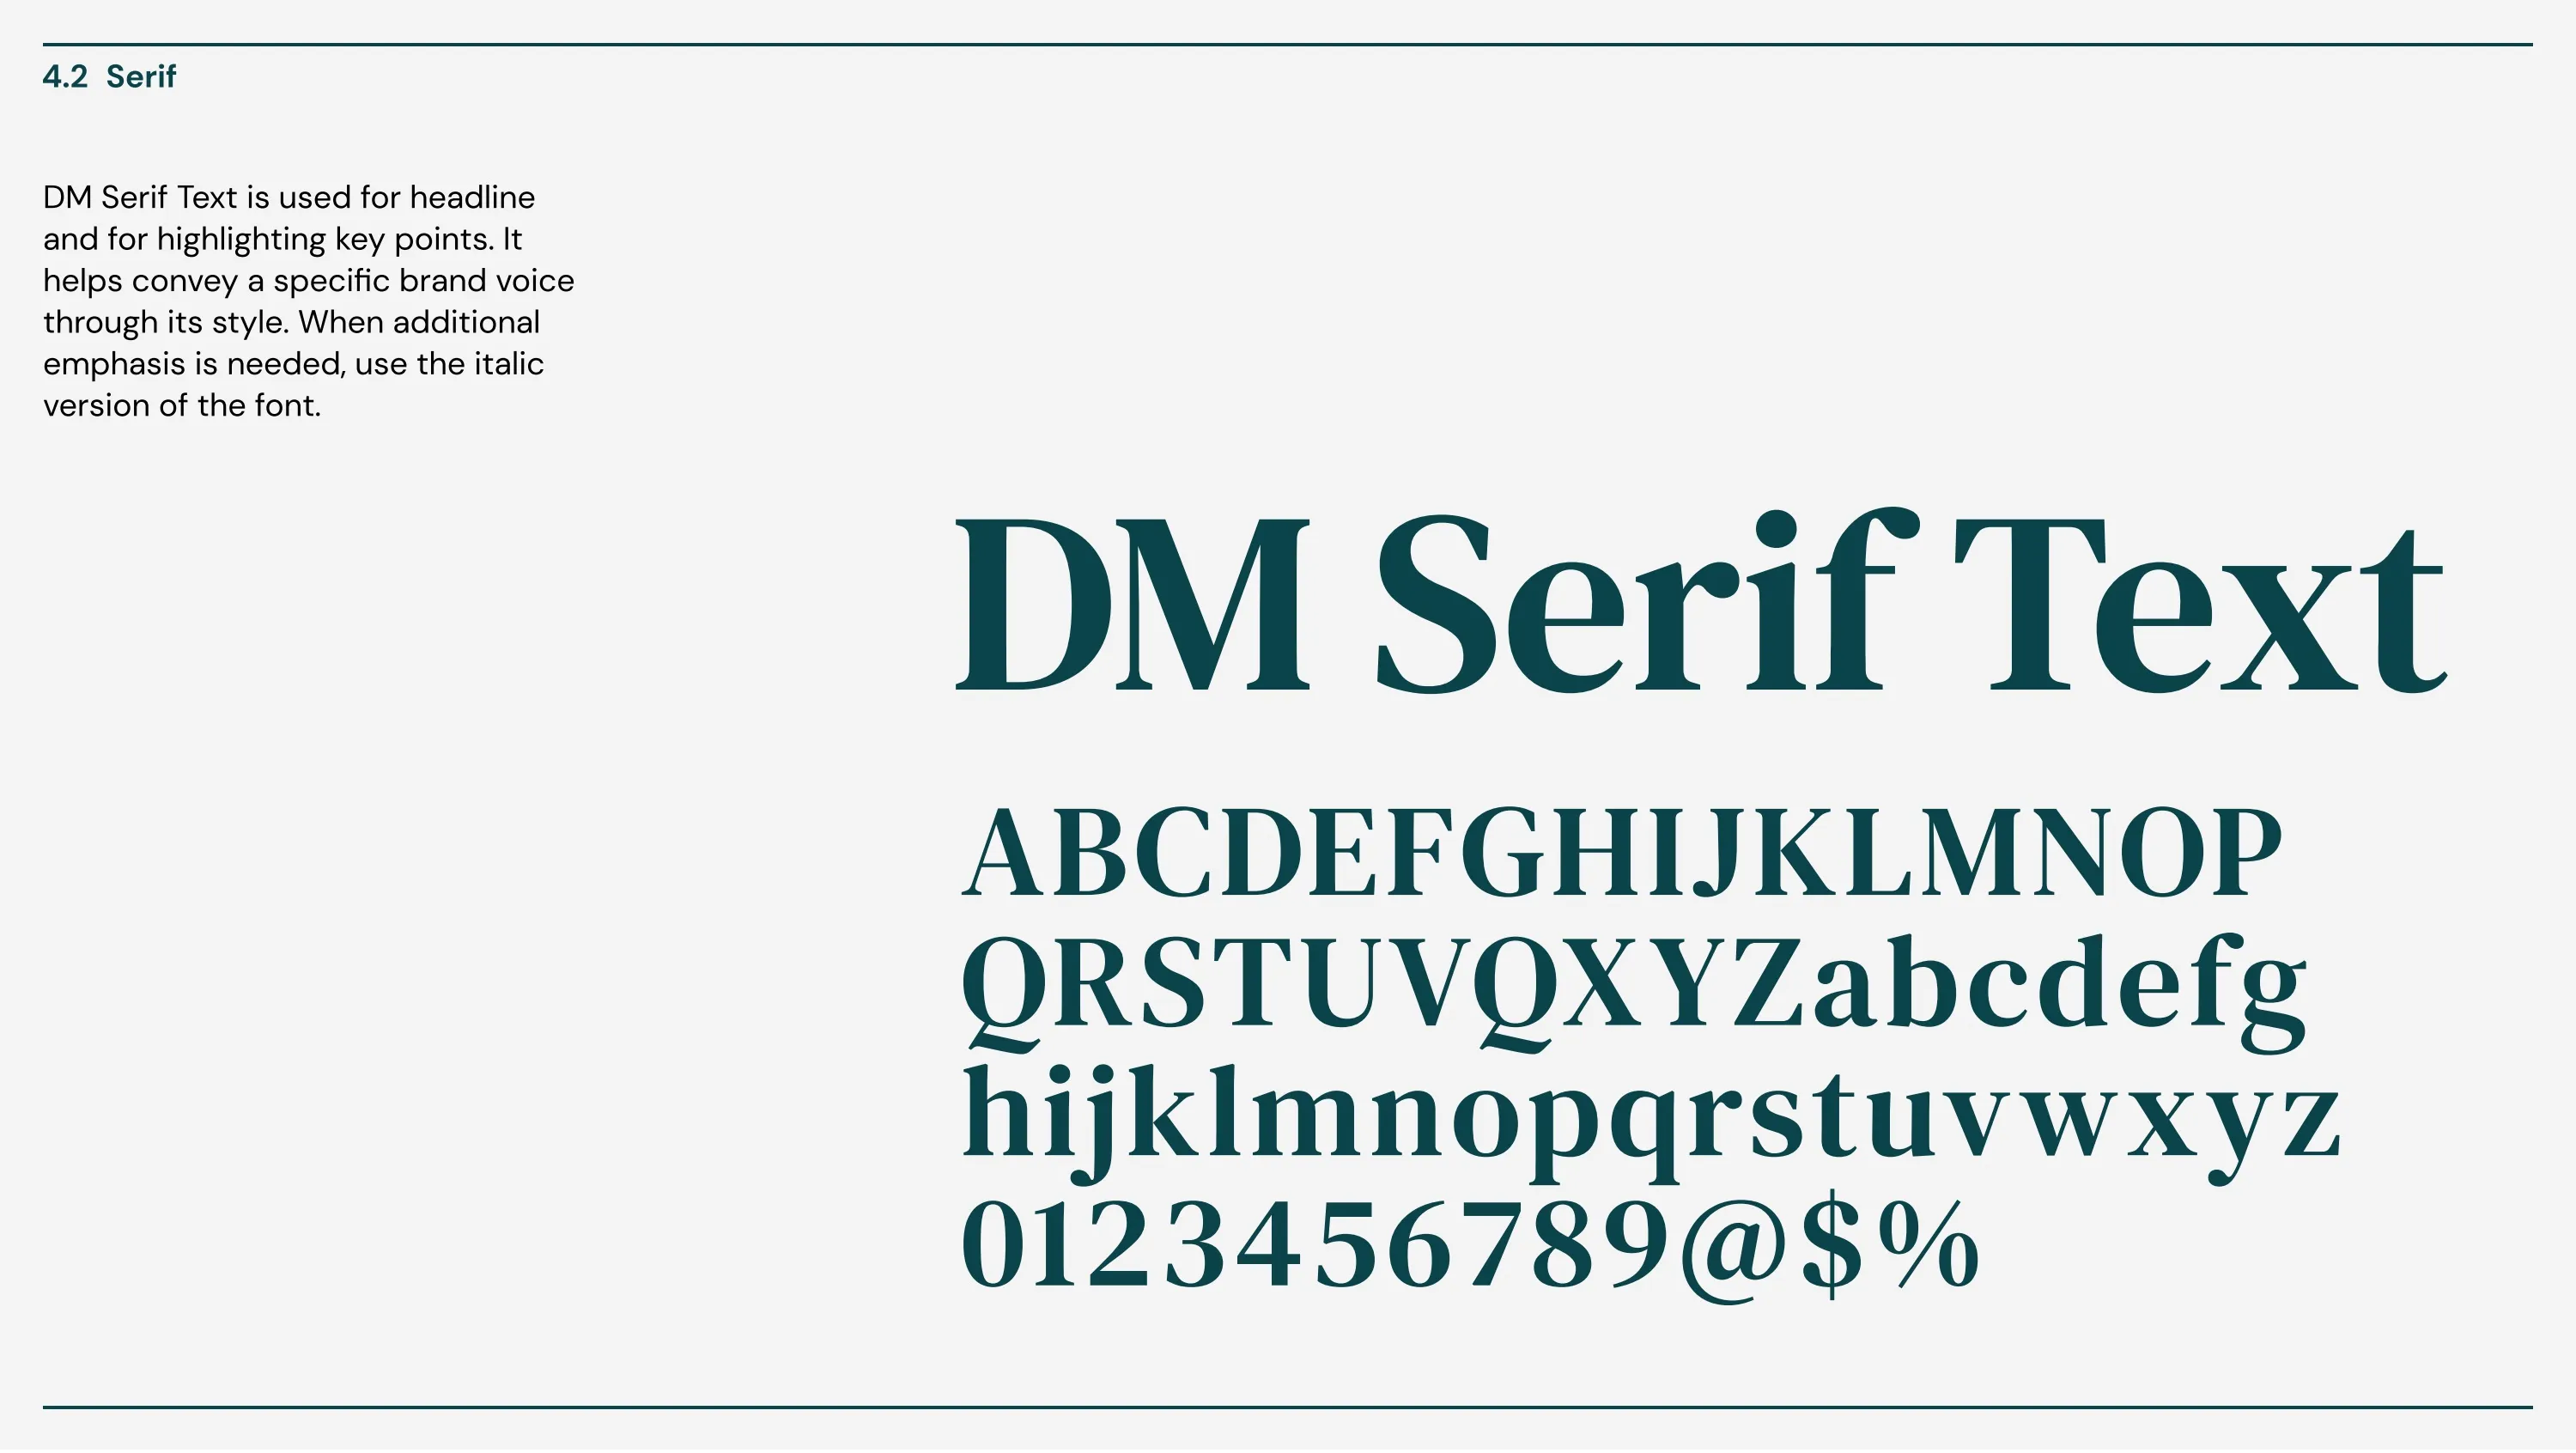 4.2 Serif
DM Serif Text is used for headline
and for highlighting key points. It
helps convey a specific brand voice
through its style. When additional
emphasis is needed, use the italic
version of the font.
DM Serif Text
ABCDEFGHIJKLMNOP
QRSTUVQXYZabcdefg
hijklmnopqrstuvwxyz
0123456789@$%